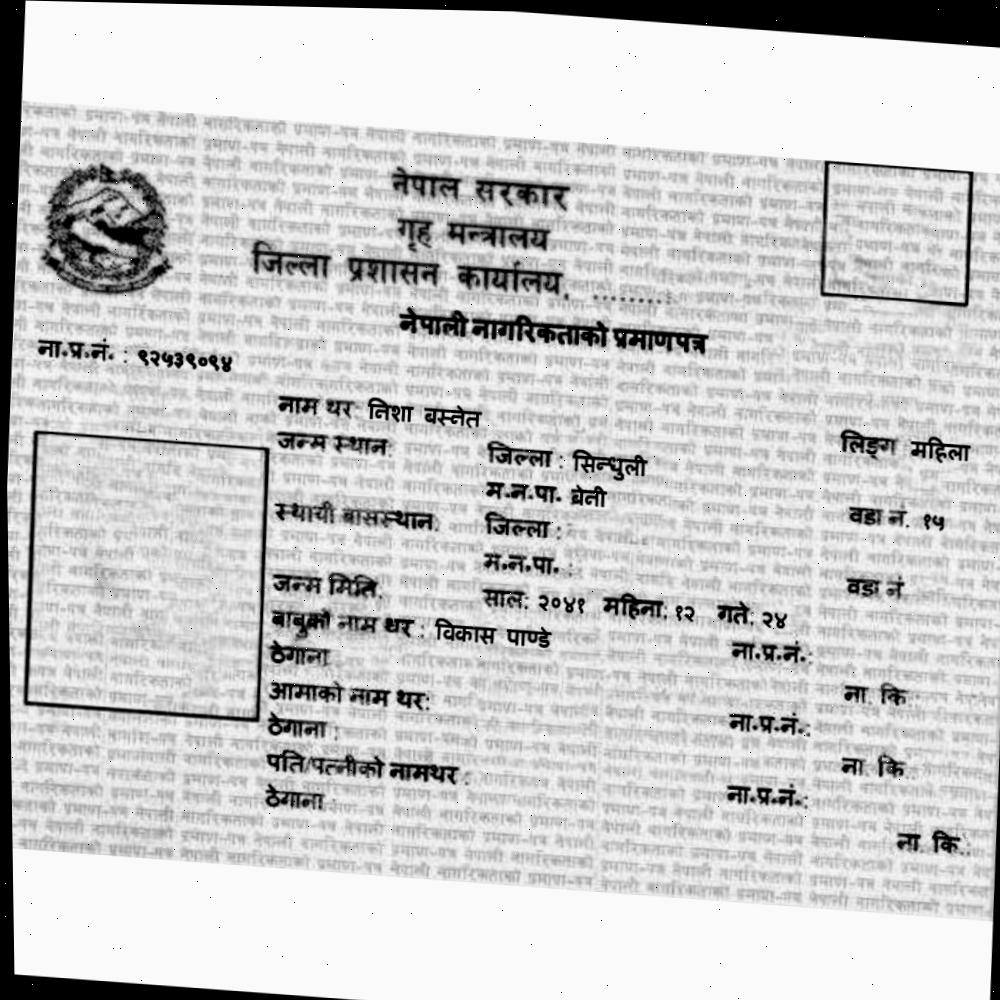 नेपाल सरकार
गृह मन्त्रालय
जिल्ला प्रशासन कार्यालय, ........
नेपाली नागरिकताको प्रमाणपत्र
ना.प्र.नं. : ९२५३९०९४
नाम थर: निशा बस्नेत
लिङ्ग महिला
जन्म स्थान: जिल्ला : सिन्धुली
म.न.पा. ब्रेनी वडा नं. १५
स्थायी बासस्थान: जिल्ला :
म.न.पा. : वडा नं.
जन्म मिति: साल: २०४१ महिना: १२ गते: २४
बाबुको नाम थर : विकास पाण्डे
ना.प्र.नं.:
ठेगाना : ना. कि.:
आमाको नाम थर:
ना.प्र.नं.:
ठेगाना : ना. कि.:
पति/पत्नीको नामथर :
ना.प्र.नं.:
ठेगाना : ना. कि.: